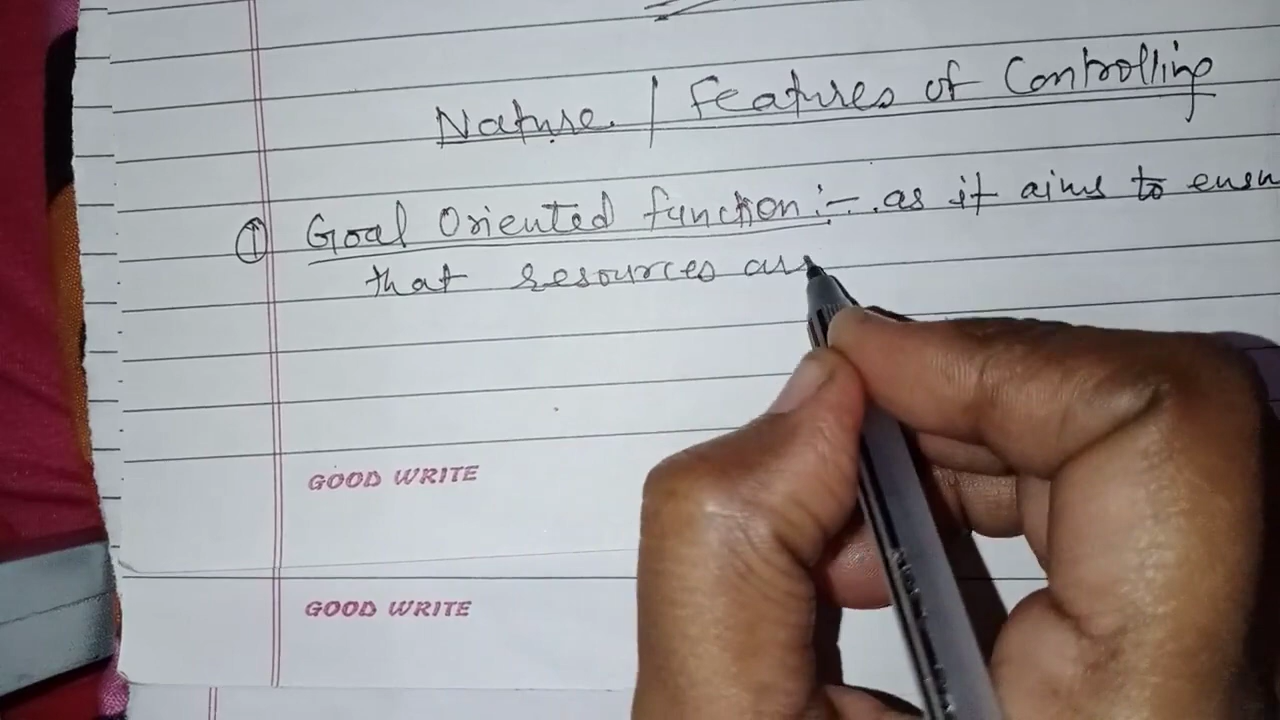 Nature / Features of Controlling
① Goal Oriented function :- as it aims to ensu
that resources are
GOOD WRITE
GOOD WRITE